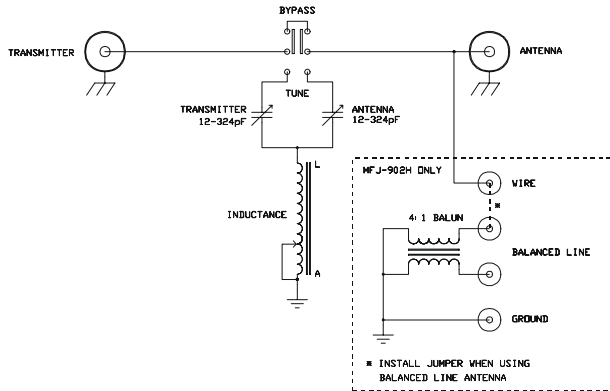 BYPASS
TRANSMITTER
ANTENNA
TUNE
TRANSMITTER
12-324pF
ANTENNA
12-324pF
L
INDUCTANCE
A
MFJ-902H ONLY
WIRE
*
4:1 BALUN
BALANCED LINE
GROUND
* INSTALL JUMPER WHEN USING
BALANCED LINE ANTENNA